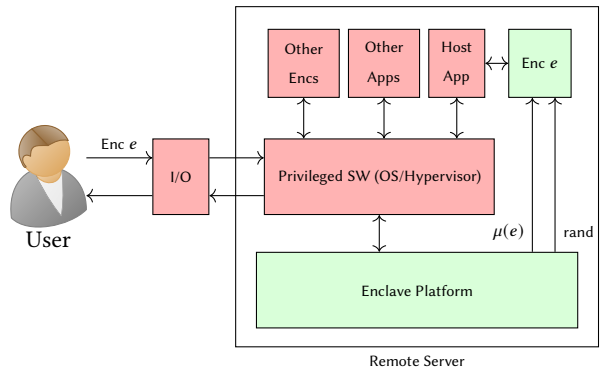 Other
Encs
Other
Apps
Host
App
Enc e
Enc e
I/O
Privileged SW (OS/Hypervisor)
User
μ(e)
rand
Enclave Platform
Remote Server